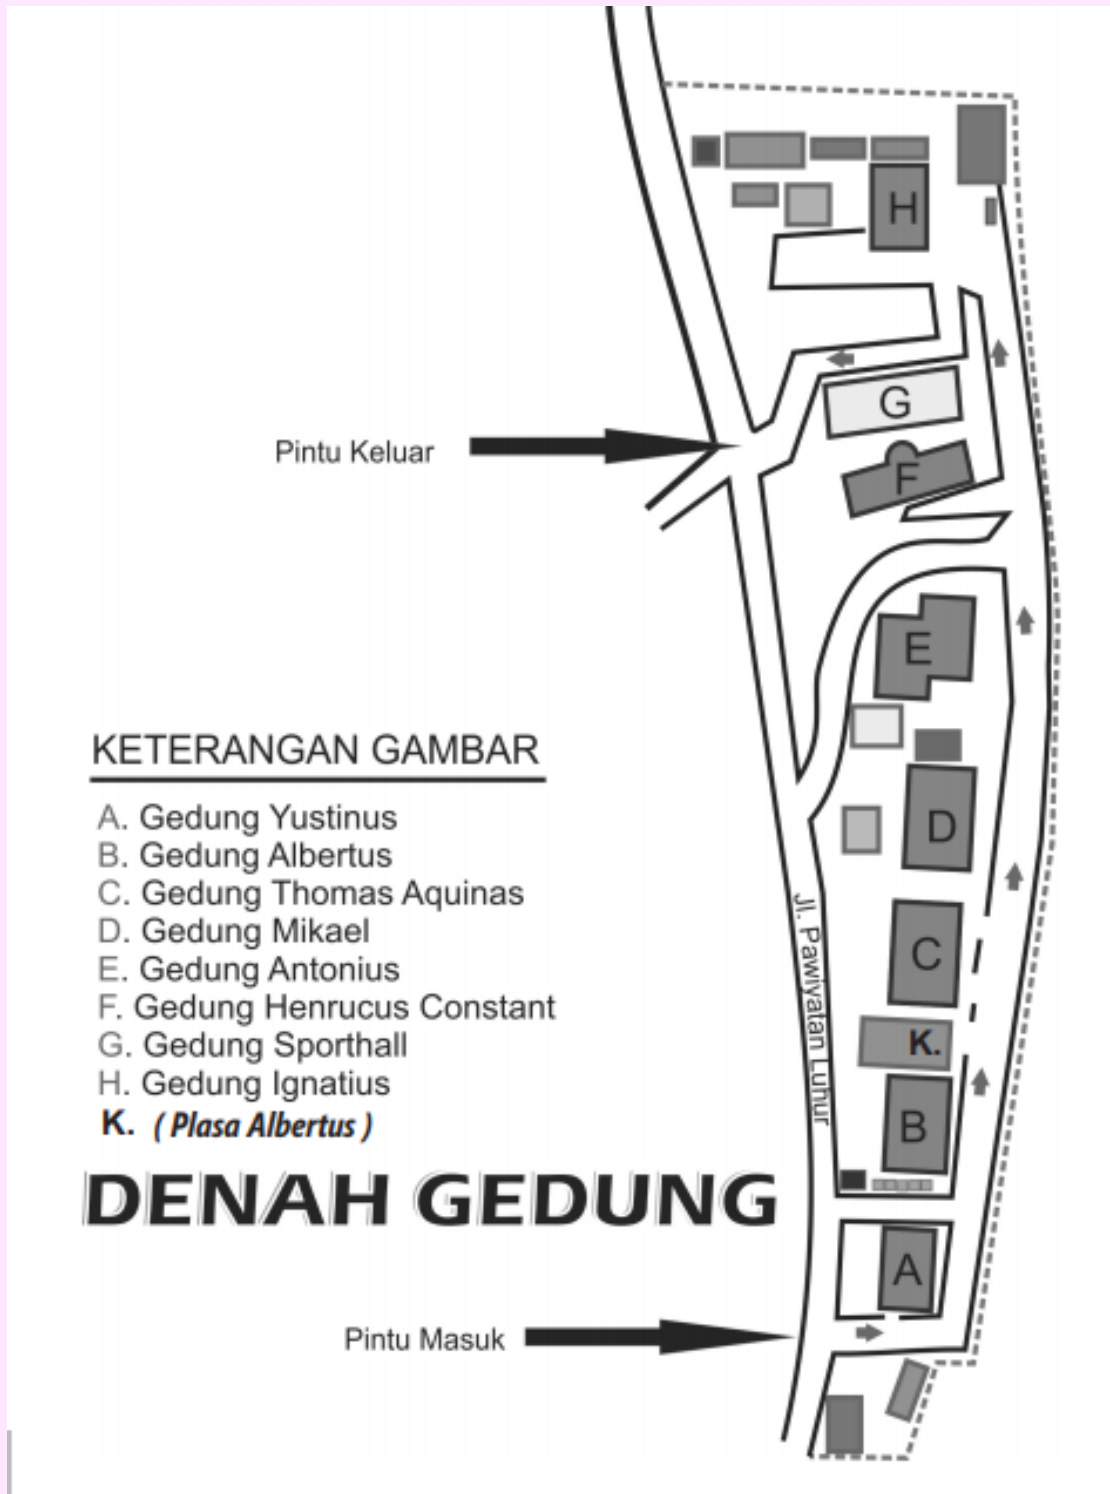 H
G
Pintu Keluar
F
E
KETERANGAN GAMBAR
A. Gedung Yustinus
B. Gedung Albertus
C. Gedung Thomas Aquinas
D. Gedung Mikael
E. Gedung Antonius
F. Gedung Henrucus Constant
G. Gedung Sporthall
H. Gedung Ignatius
K. ( Plasa Albertus )
D
Jl. Pawiyatan Luhur
C
K.
B
DENAH GEDUNG
A
Pintu Masuk